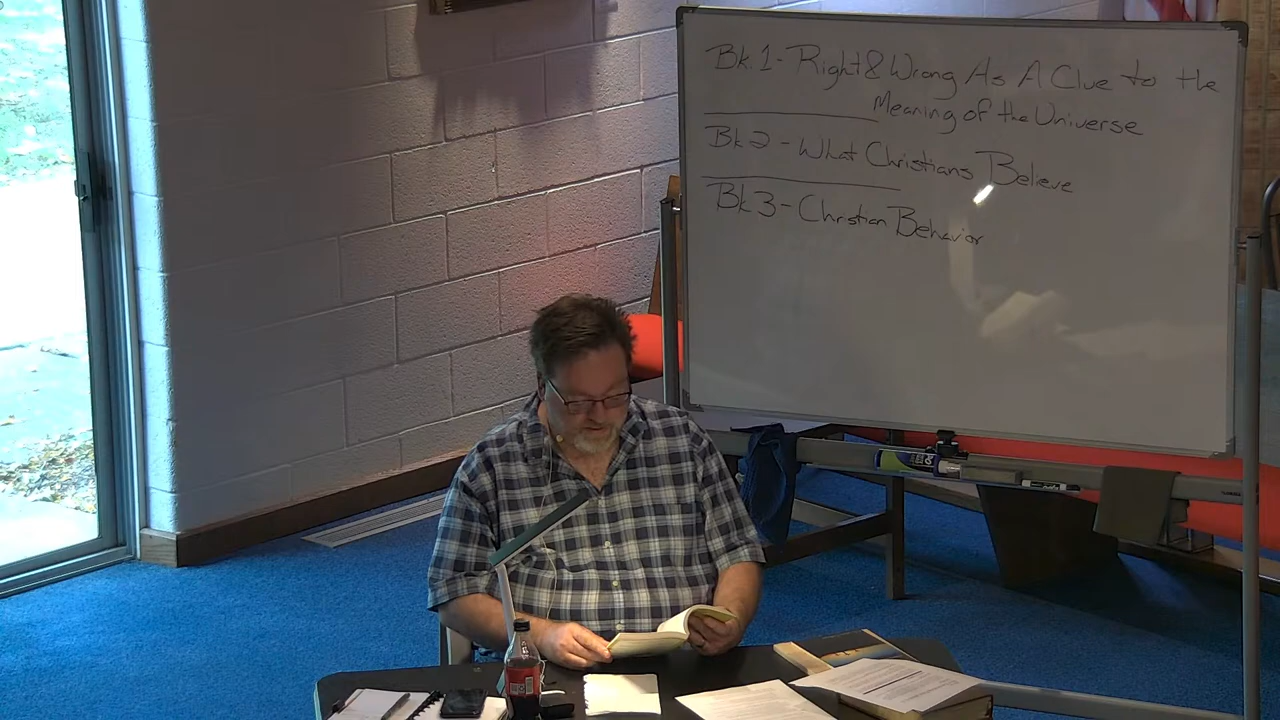 Bk. 1 - Right & Wrong As A Clue to the
Meaning of the Universe
Bk 2 - What Christians Believe
Bk 3 - Christian Behavior